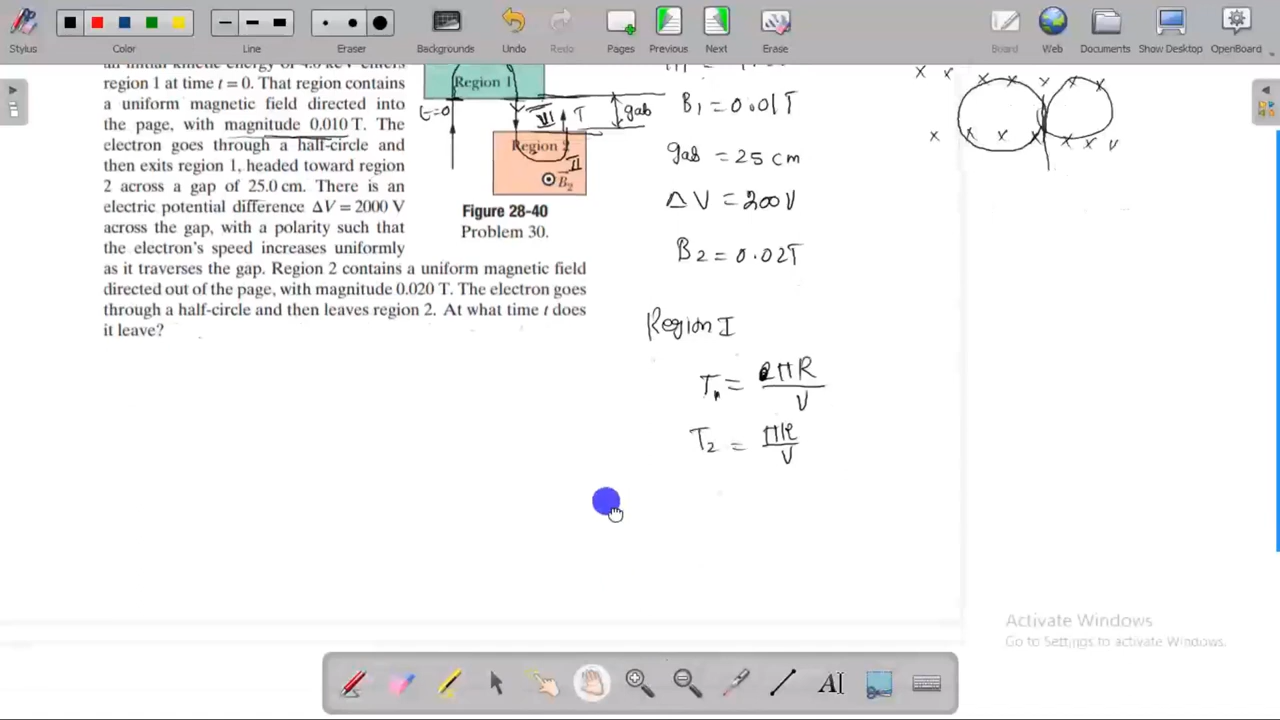 Stylus
Color
Line
Eraser
Backgrounds
Undo
Redo
Pages
Previous
Next
Erase
Board
Web
Documents
Show Desktop
OpenBoard
region 1 at time t = 0. That region contains
a uniform magnetic field directed into
the page, with magnitude 0.010 T. The
electron goes through a half-circle and
then exits region 1, headed toward region
2 across a gap of 25.0 cm. There is an
electric potential difference ΔV = 2000 V
across the gap, with a polarity such that
the electron's speed increases uniformly
as it traverses the gap. Region 2 contains a uniform magnetic field
directed out of the page, with magnitude 0.020 T. The electron goes
through a half-circle and then leaves region 2. At what time t does
it leave?
Region 1
t=0
gab
T
Region
II
B2
Figure 28-40
Problem 30.
B1 = 0.01T
gab = 25 cm
ΔV = 200V
B2 = 0.02T
Region I
T = 2πR / V
T2 = πR / V
x x x x x x
x x x x x x
Activate Windows
Go to Settings to activate Windows.